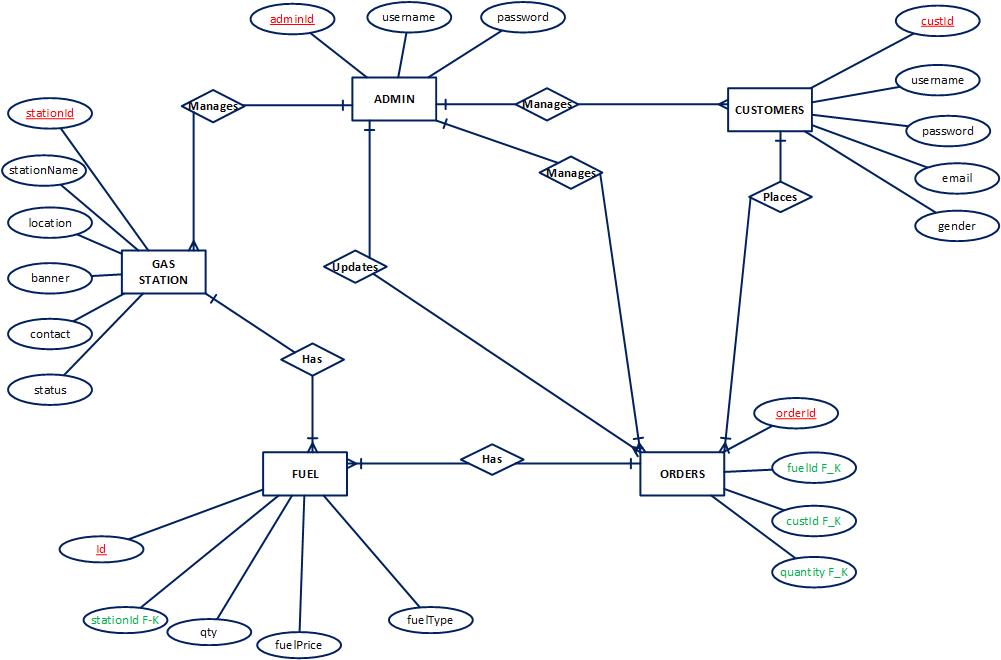 adminId
username
password
custId
ADMIN
Manages
Manages
CUSTOMERS
username
password
email
gender
stationId
stationName
location
banner
contact
status
Manages
Places
GAS
STATION
Updates
Has
orderId
FUEL
Has
ORDERS
fuelId F_K
custId F_K
quantity F_K
Id
stationId F-K
qty
fuelPrice
fuelType